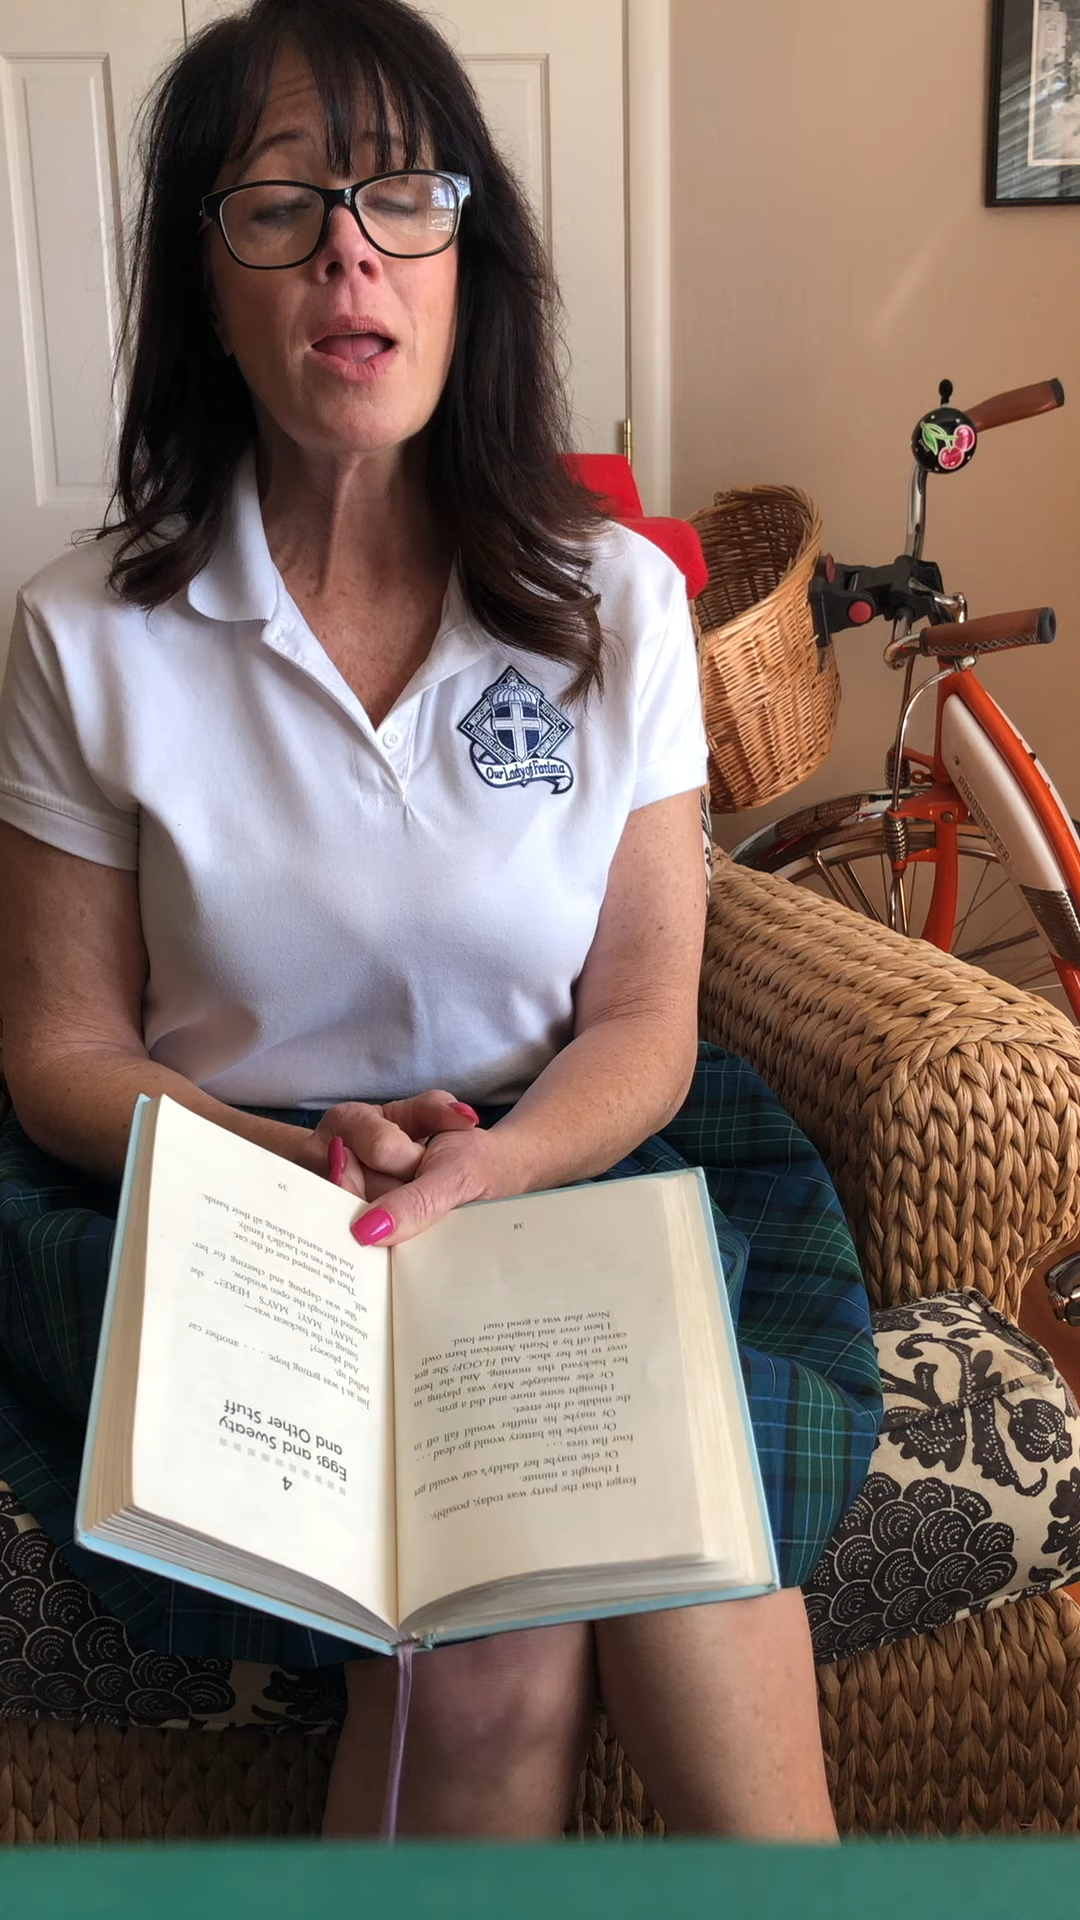 WORSHIP
SERVICE
EVANGELIZATION
KNOWLEDGE
Our Lady of Fatima
ROADMASTER
forget that the party was today, possibly.
I thought a minute.
Or else maybe her daddy's car would get
four flat tires . . .
Or maybe his battery would go dead . . .
Or maybe his muffler would fall off in
the middle of the street.
I thought some more and did a grin.
Or else maaaaybe May was playing in
her backyard this morning. And she bent
over to tie her shoe. And FLOOP! She got
carried off by a North American barn owl!
I bent over and laughed out loud.
Now that was a good one!
38
4
Eggs and Sweaty
and Other Stuff
Just as I was getting hope . . . another car
pulled up.
And phooey!
Sitting in the backseat was—
"MAY! MAY! MAY'S HERE!" she
shouted through the open window.
She was clapping and cheering for her-
self.
Then she jumped out of the car.
And she ran to Lucille's family.
And she started shaking all their hands.
39